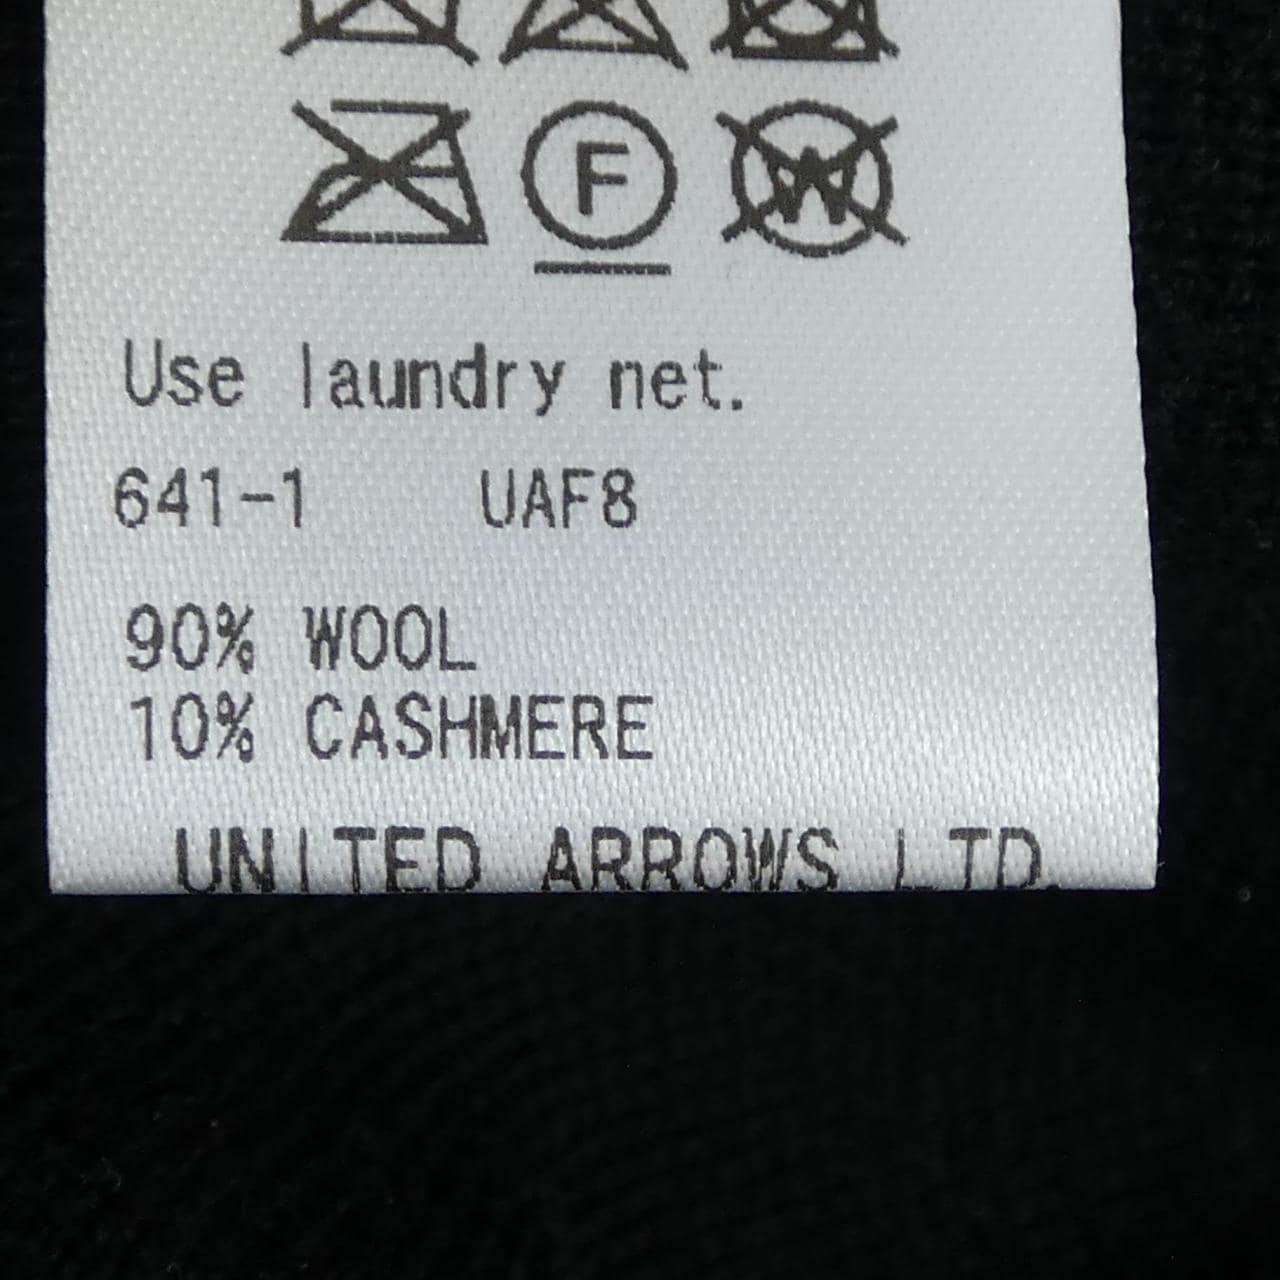 F W
Use laundry net.
641-1 UAF8
90% WOOL
10% CASHMERE
UNITED ARROWS LTD.